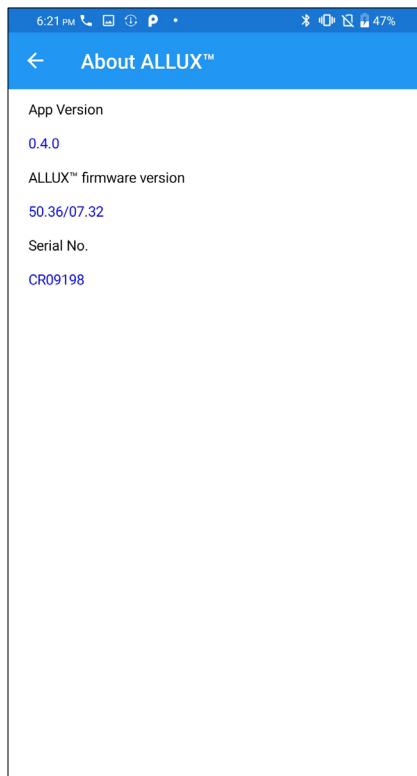 6:21 PM 47%
About ALLUX™
App Version
0.4.0
ALLUX™ firmware version
50.36/07.32
Serial No.
CR09198